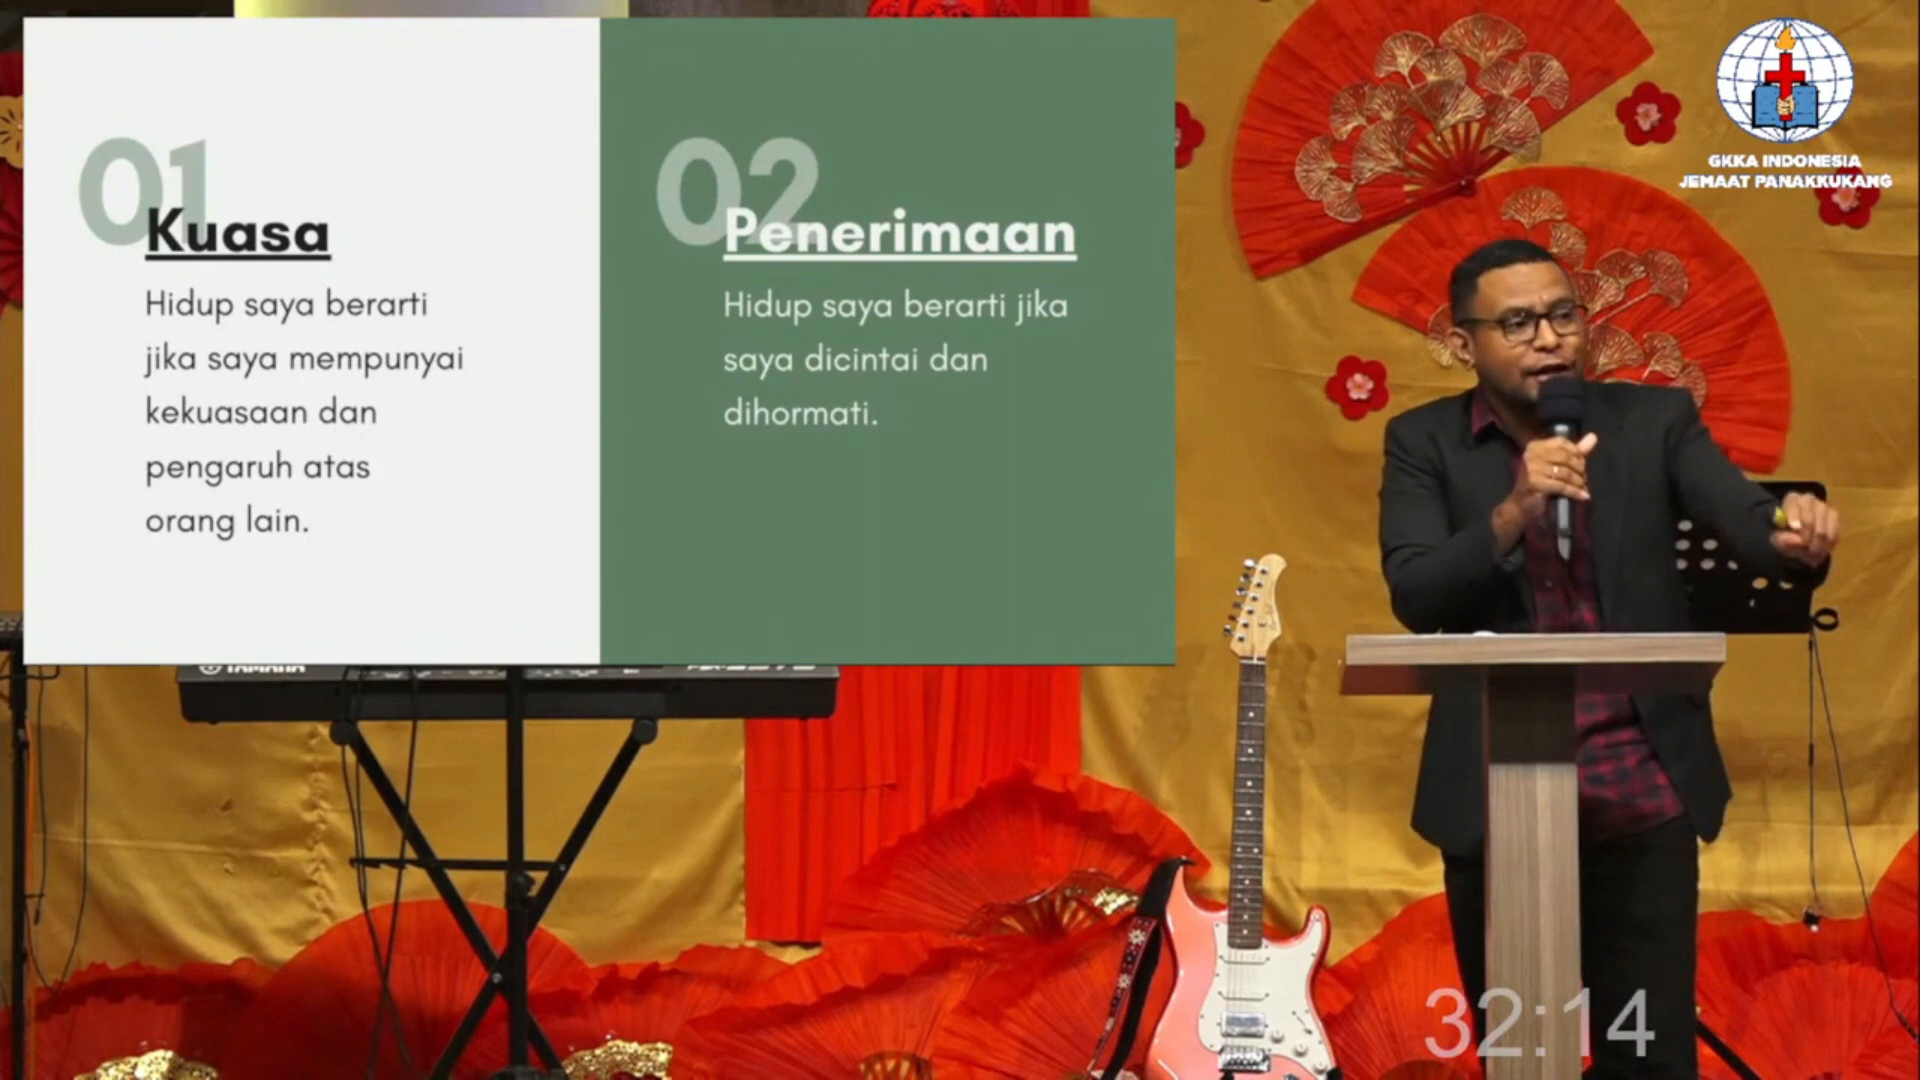 01
Kuasa
Hidup saya berarti
jika saya mempunyai
kekuasaan dan
pengaruh atas
orang lain.
02
Penerimaan
Hidup saya berarti jika
saya dicintai dan
dihormati.
GKKA INDONESIA
JEMAAT PANAKKUKANG
YAMAHA
32:14